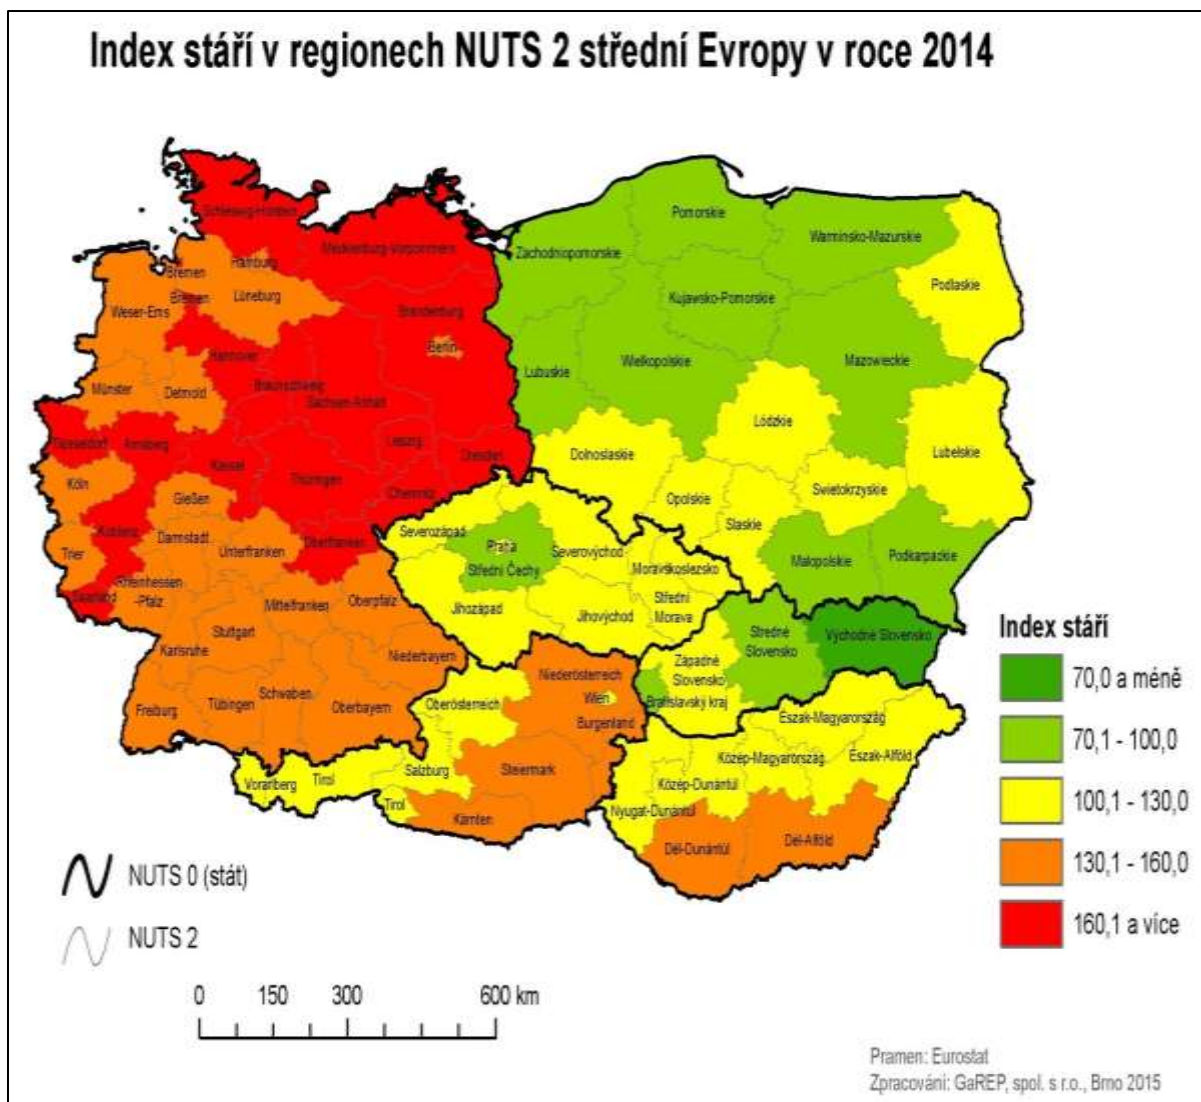 Index stáří v regionech NUTS 2 střední Evropy v roce 2014
Schleswig-Holstein
Mecklenburg-Vorpommern
Hamburg
Bremen
Bremen
Lüneburg
Weser-Ems
Brandenburg
Berlin
Hannover
Braunschweig
Sachsen-Anhalt
Münster
Detmold
Düsseldorf
Arnsberg
Kassel
Leipzig
Dresden
Thüringen
Chemnitz
Köln
Gießen
Koblenz
Trier
Darmstadt
Unterfranken
Oberfranken
Saarland
Rheinhessen
-Pfalz
Mittelfranken
Oberpfalz
Stuttgart
Karlsruhe
Niederbayern
Freiburg
Tübingen
Schwaben
Oberbayern
Pomorskie
Zachodniopomorskie
Warminsko-Mazurskie
Podlaskie
Kujawsko-Pomorskie
Lubuskie
Wielkopolskie
Mazowieckie
Lódzkie
Dolnoslaskie
Lubelskie
Opolskie
Swietokrzyskie
Slaskie
Malopolskie
Podkarpackie
Severozápad
Praha
Střední Čechy
Severovýchod
Moravskoslezsko
Jihozápad
Jihovýchod
Střední
Morava
Stredné
Slovensko
Východné Slovensko
Západné
Slovensko
Bratislavský kraj
Niederösterreich
Wien
Oberösterreich
Burgenland
Vorarlberg
Tirol
Salzburg
Steiermark
Tirol
Kärnten
Észak-Magyarország
Közép-Magyarország
Észak-Alföld
Közép-Dunántúl
Nyugat-Dunántúl
Dél-Dunántúl
Dél-Alföld
Index stáří
70,0 a méně
70,1 - 100,0
100,1 - 130,0
130,1 - 160,0
160,1 a více
NUTS 0 (stát)
NUTS 2
0 150 300 600 km
Pramen: Eurostat
Zpracování: GaREP, spol. s r.o., Brno 2015